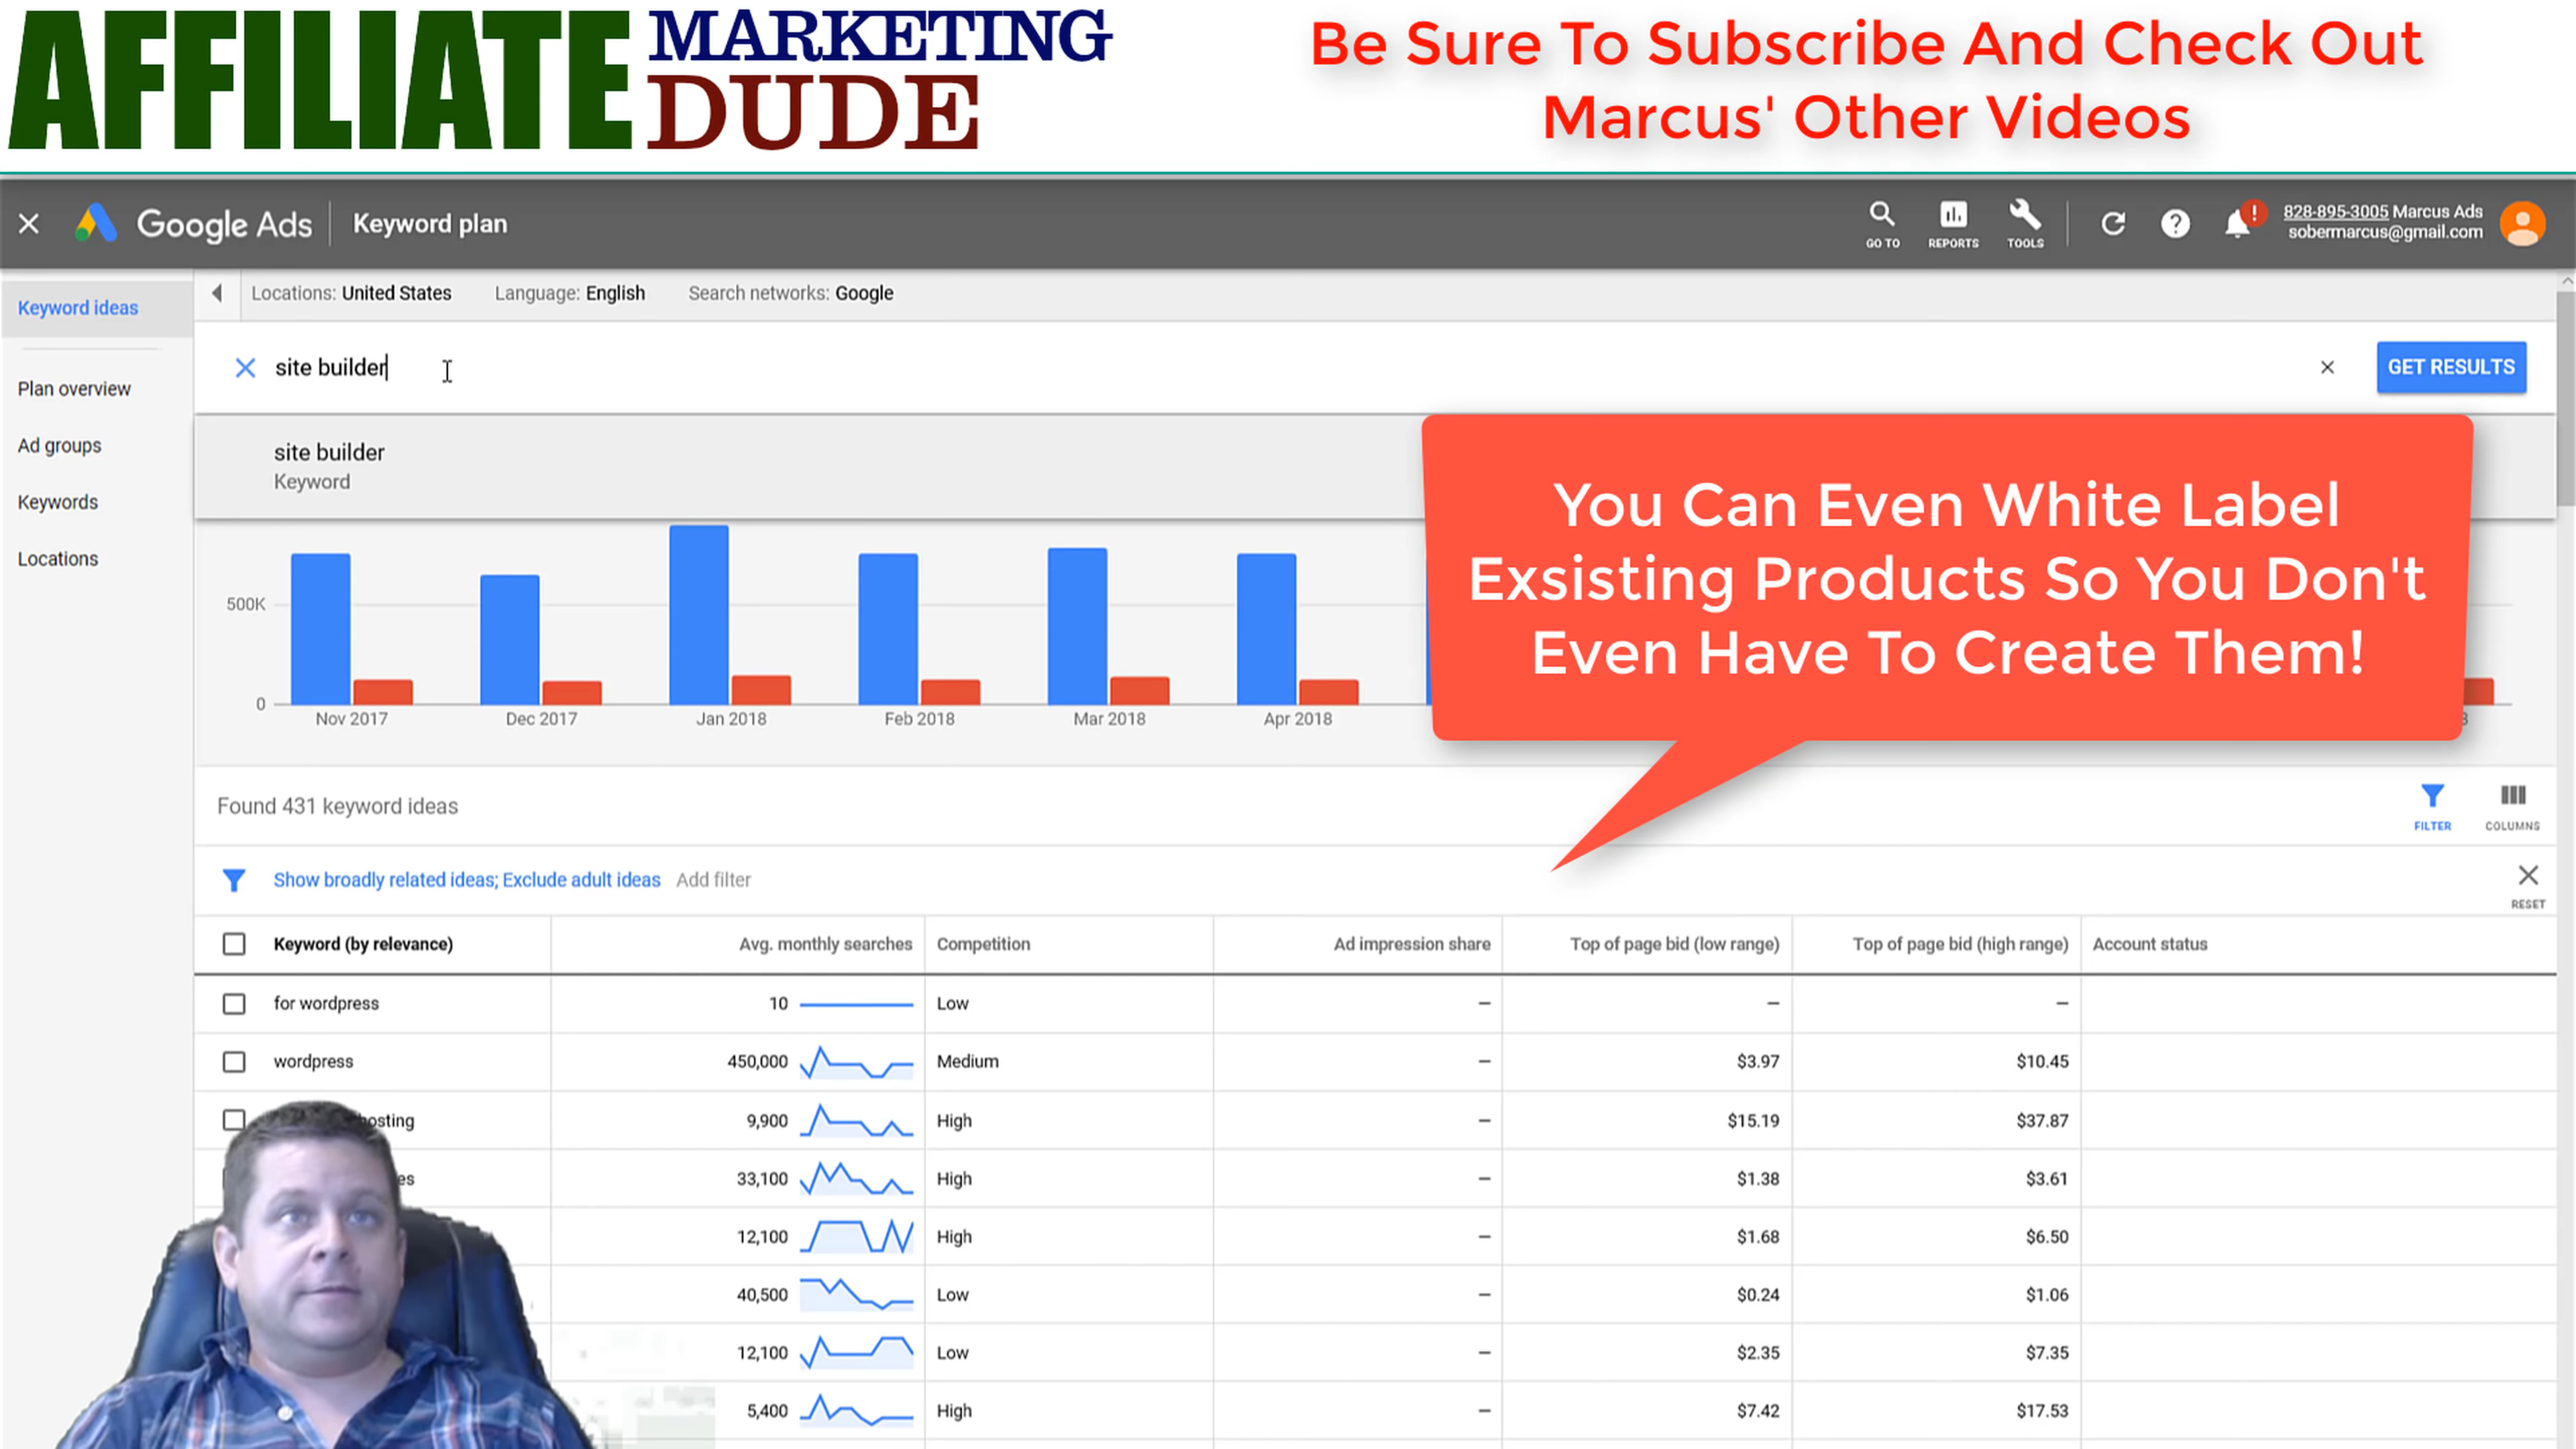 AFFILIATE MARKETING DUDE
Be Sure To Subscribe And Check Out
Marcus' Other Videos
Google Ads Keyword plan
GO TO REPORTS TOOLS
828-895-3005 Marcus Ads
sobermarcus@gmail.com
Keyword ideas
Plan overview
Ad groups
Keywords
Locations
Locations: United States Language: English Search networks: Google
site builder
GET RESULTS
site builder
Keyword
You Can Even White Label
Exsisting Products So You Don't
Even Have To Create Them!
500K
0
Nov 2017 Dec 2017 Jan 2018 Feb 2018 Mar 2018 Apr 2018
Found 431 keyword ideas
FILTER COLUMNS
Show broadly related ideas; Exclude adult ideas Add filter
RESET
Keyword (by relevance) Avg. monthly searches Competition Ad impression share Top of page bid (low range) Top of page bid (high range) Account status
for wordpress 10 Low – – –
wordpress 450,000 Medium – $3.97 $10.45
9,900 High – $15.19 $37.87
33,100 High – $1.38 $3.61
12,100 High – $1.68 $6.50
40,500 Low – $0.24 $1.06
12,100 Low – $2.35 $7.35
5,400 High – $7.42 $17.53